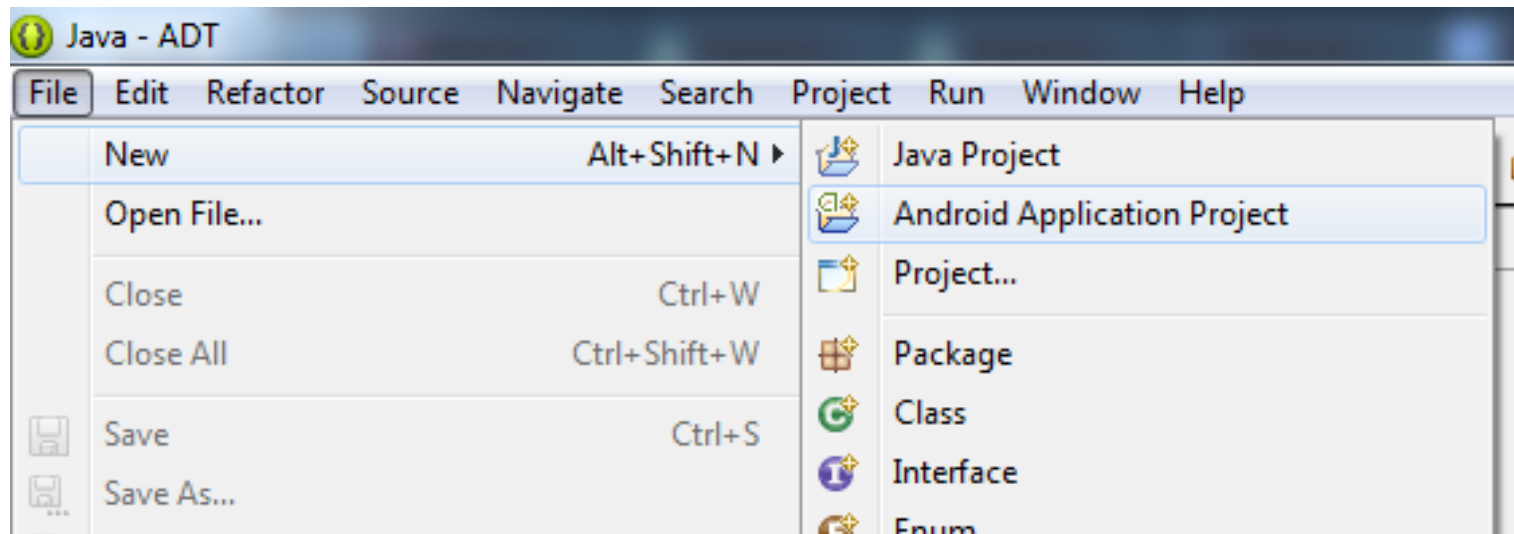 Java - ADT
File Edit Refactor Source Navigate Search Project Run Window Help
New Alt+Shift+N
Open File...
Close Ctrl+W
Close All Ctrl+Shift+W
Save Ctrl+S
Save As...
Java Project
Android Application Project
Project...
Package
Class
Interface
Enum